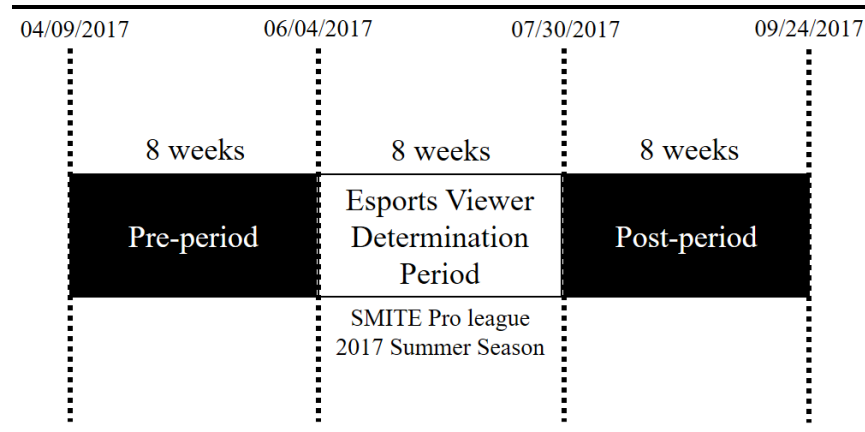 04/09/2017 06/04/2017 07/30/2017 09/24/2017
8 weeks 8 weeks 8 weeks
Pre-period
Esports Viewer
Determination
Period
Post-period
SMITE Pro league
2017 Summer Season